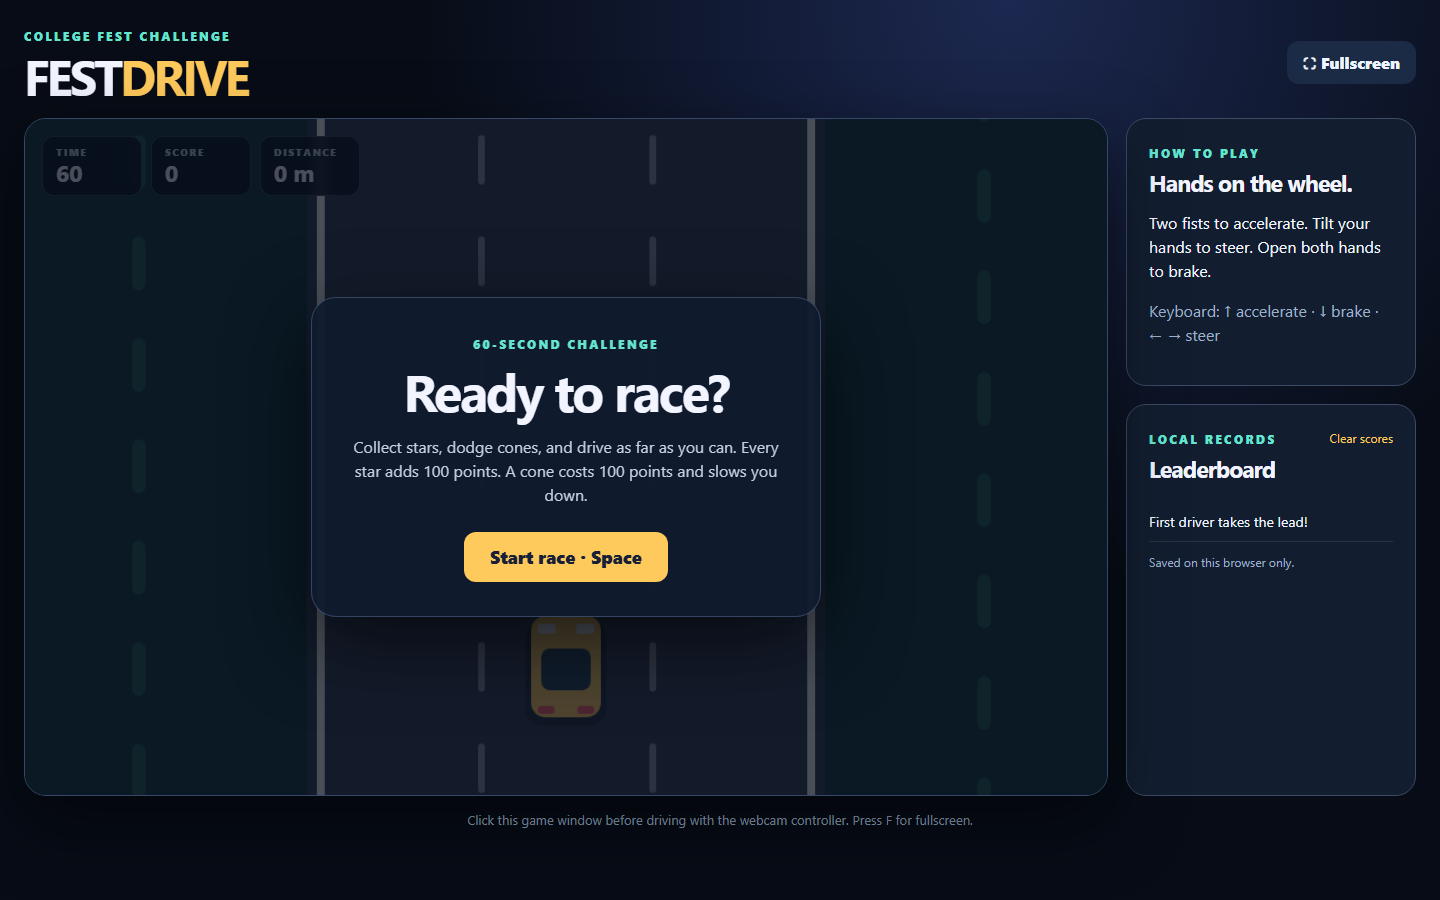 COLLEGE FEST CHALLENGE
FESTDRIVE
Fullscreen
TIME
60
SCORE
0
DISTANCE
0 m
60-SECOND CHALLENGE
Ready to race?
Collect stars, dodge cones, and drive as far as you can. Every
star adds 100 points. A cone costs 100 points and slows you
down.
Start race · Space
HOW TO PLAY
Hands on the wheel.
Two fists to accelerate. Tilt your
hands to steer. Open both hands
to brake.
Keyboard: ↑ accelerate · ↓ brake ·
← → steer
LOCAL RECORDS
Clear scores
Leaderboard
First driver takes the lead!
Saved on this browser only.
Click this game window before driving with the webcam controller. Press F for fullscreen.